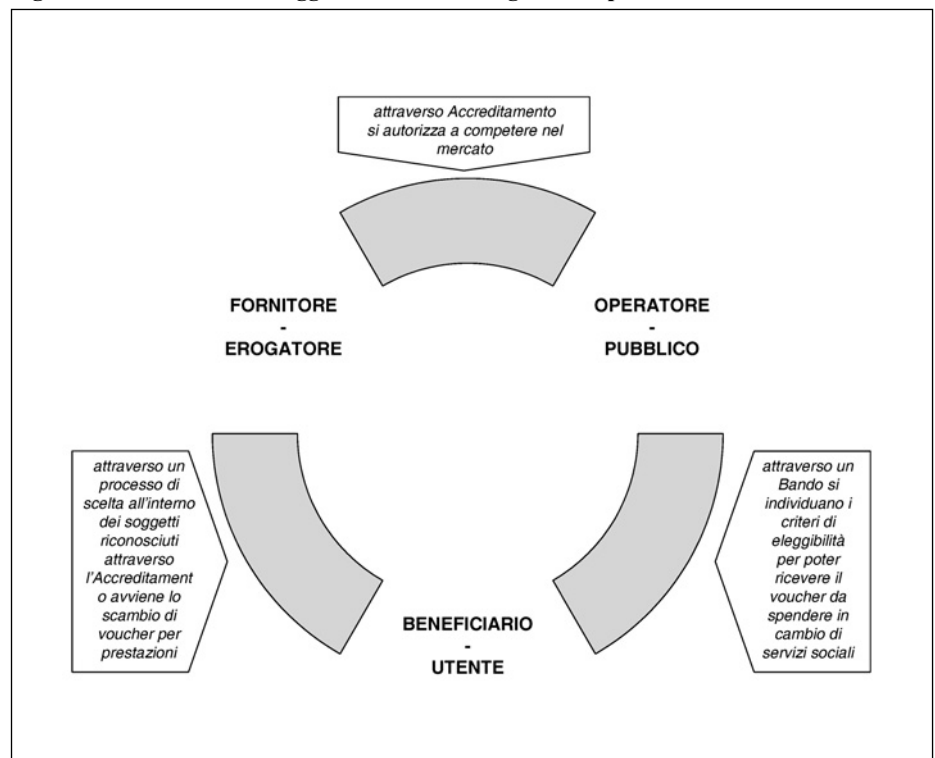 attraverso Accreditamento
si autorizza a competere nel
mercato
FORNITORE
-
EROGATORE
OPERATORE
-
PUBBLICO
attraverso un
processo di
scelta all'interno
dei soggetti
riconosciuti
attraverso
l'Accreditament
o avviene lo
scambio di
voucher per
prestazioni
attraverso un
Bando si
individuano i
criteri di
eleggibilità
per poter
ricevere il
voucher da
spendere in
cambio di
servizi sociali
BENEFICIARIO
-
UTENTE